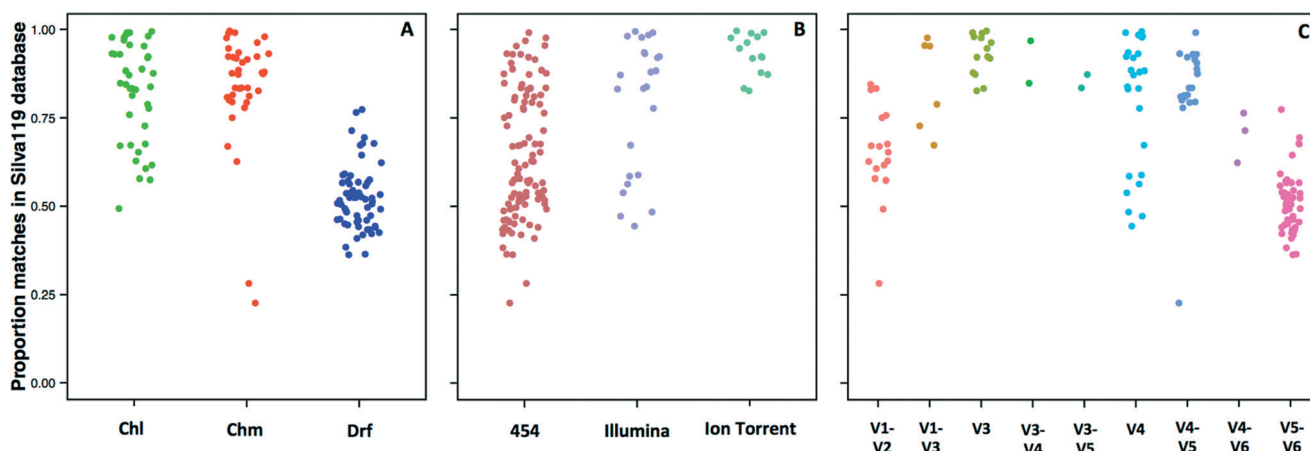 Proportion matches in Silva119 database
1.00
0.75
0.50
0.25
0.00
A
Chl Chm Drf
B
454 Illumina Ion Torrent
C
V1- V1- V3 V3- V3- V4 V4- V4- V5-
V2 V3 V4 V5 V5 V6 V6